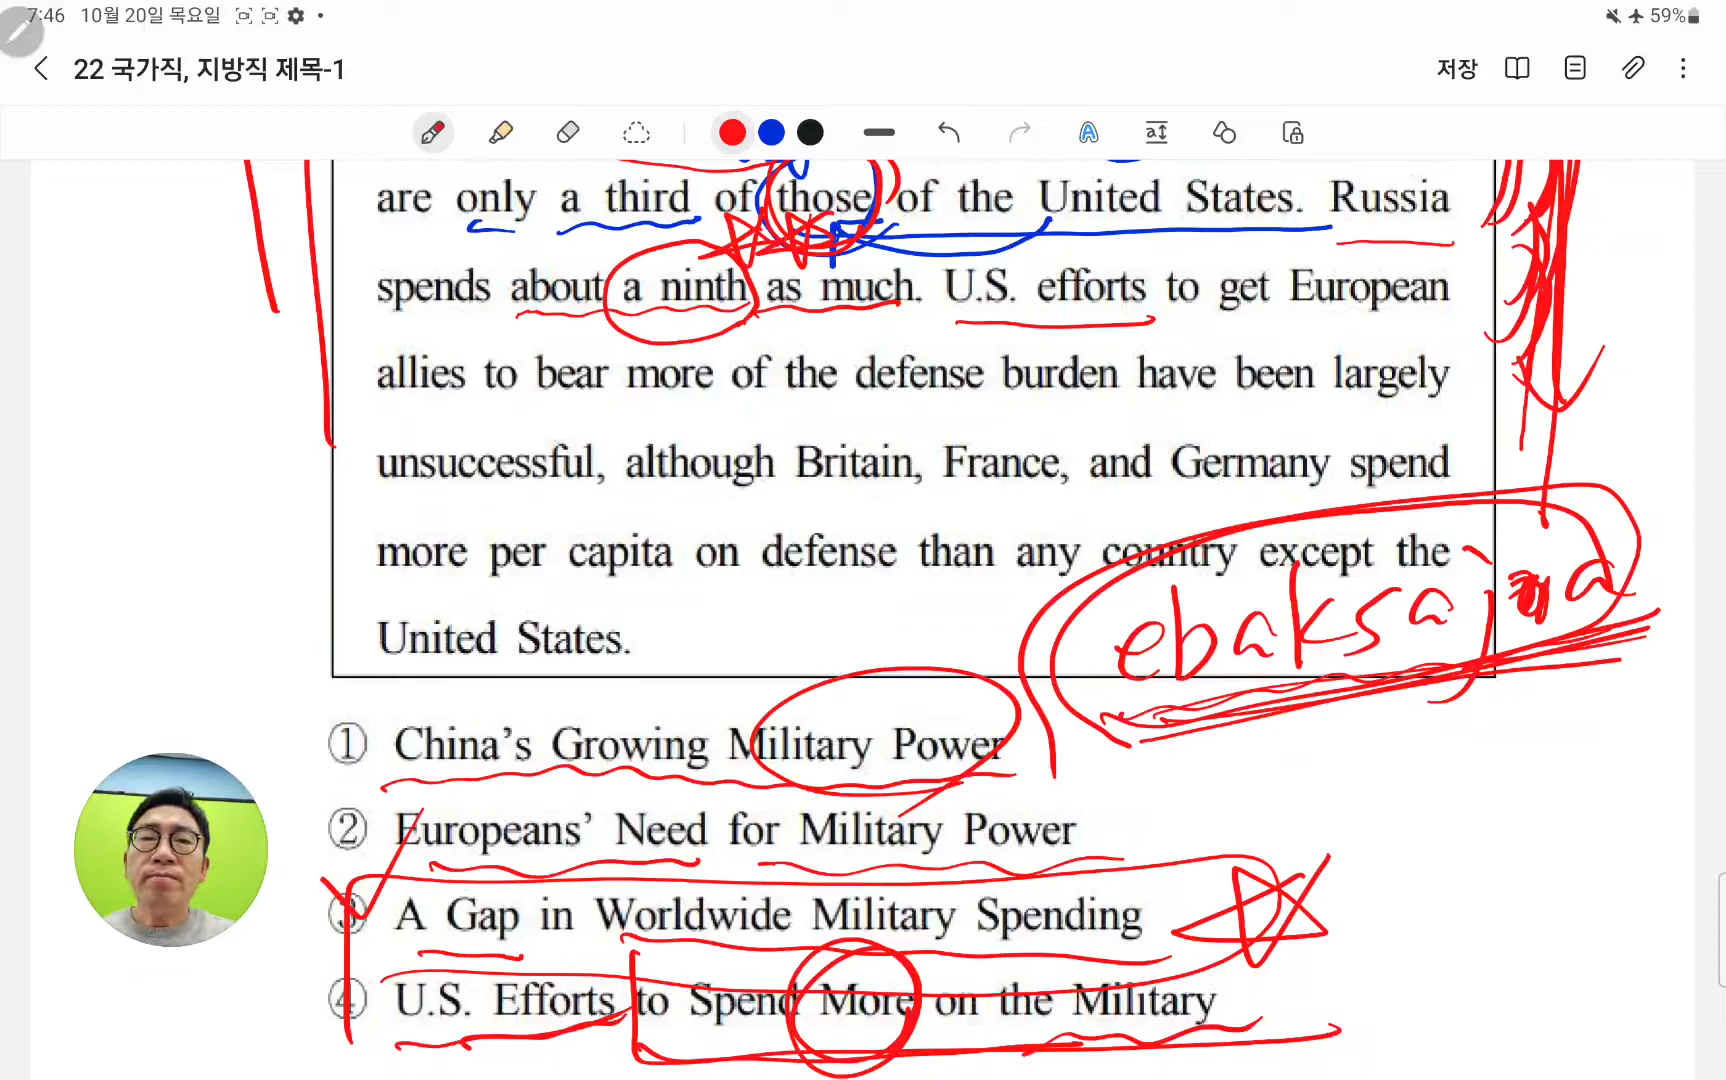 7:46 10월 20일 목요일 59%
22 국가직, 지방직 제목-1 저장
are only a third of those of the United States. Russia
spends about a ninth as much. U.S. efforts to get European
allies to bear more of the defense burden have been largely
unsuccessful, although Britain, France, and Germany spend
more per capita on defense than any country except the
United States.
ebaksa
① China's Growing Military Power
② Europeans' Need for Military Power
③ A Gap in Worldwide Military Spending
④ U.S. Efforts to Spend More on the Military